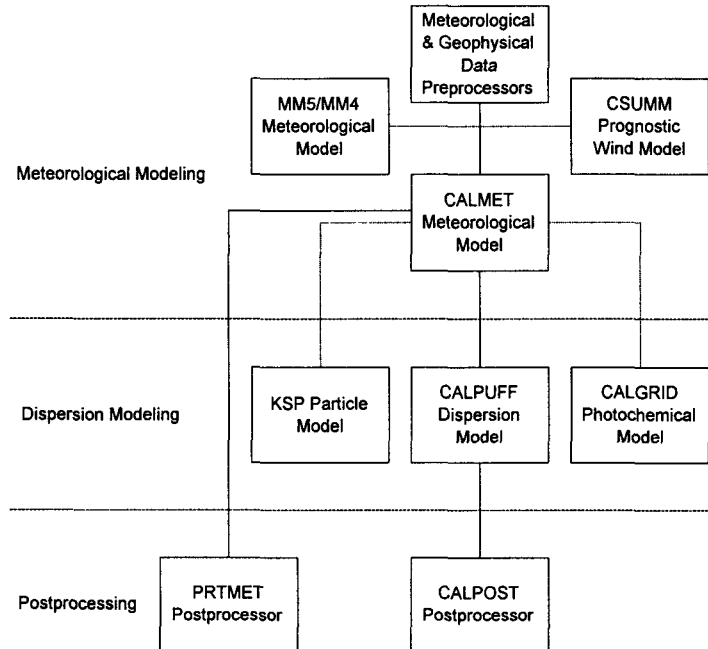 Meteorological
& Geophysical
Data
Preprocessors
MM5/MM4
Meteorological
Model
CSUMM
Prognostic
Wind Model
Meteorological Modeling
CALMET
Meteorological
Model
Dispersion Modeling
KSP Particle
Model
CALPUFF
Dispersion
Model
CALGRID
Photochemical
Model
Postprocessing
PRTMET
Postprocessor
CALPOST
Postprocessor